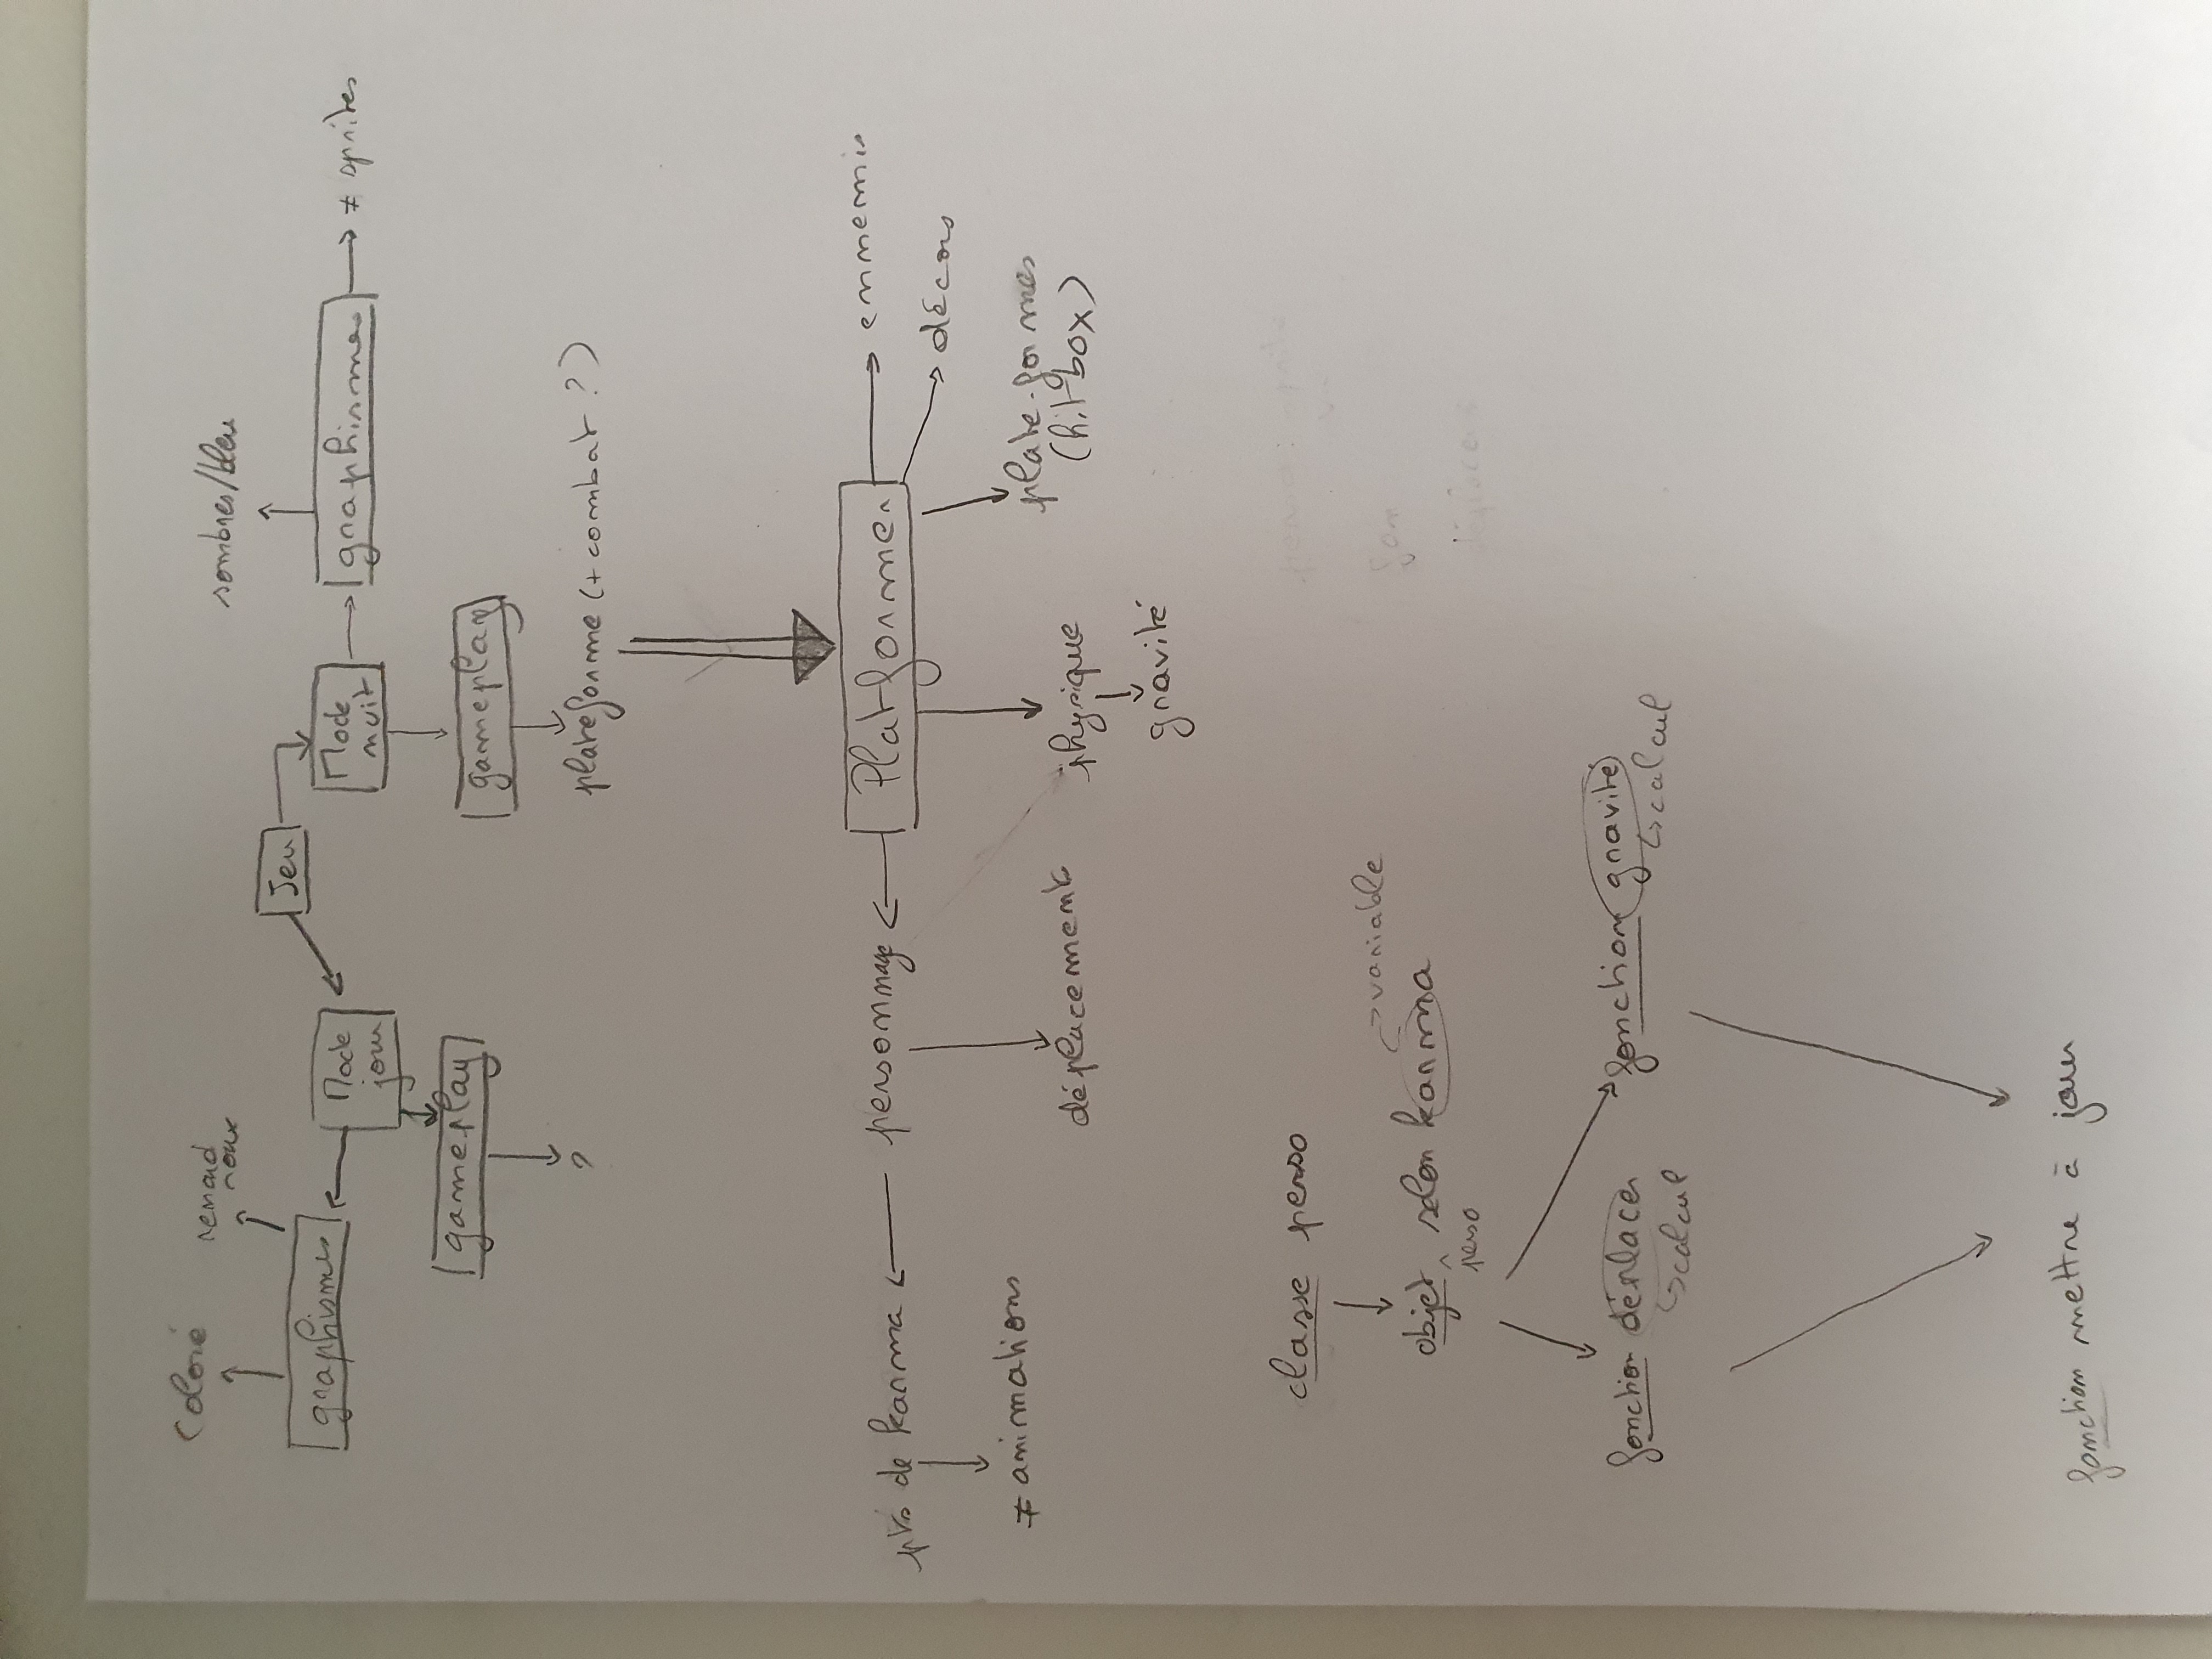 Coloré
renard
roux
sombres/bleu
Jeu
graphismes
Mode
jour
Mode
nuit
graphismes
≠ sprites
gameplay
gameplay
?
plateforme (+ combat ?)
Platformer
ennemis
pts de karma
personnage
décors
≠ animations
plate-formes
(hitbox)
déplacements
physique
gravité
classe perso
variable
objet selon karma
perso
fonction déplacer
calcul
fonction gravité
calcul
fonction mettre à jour